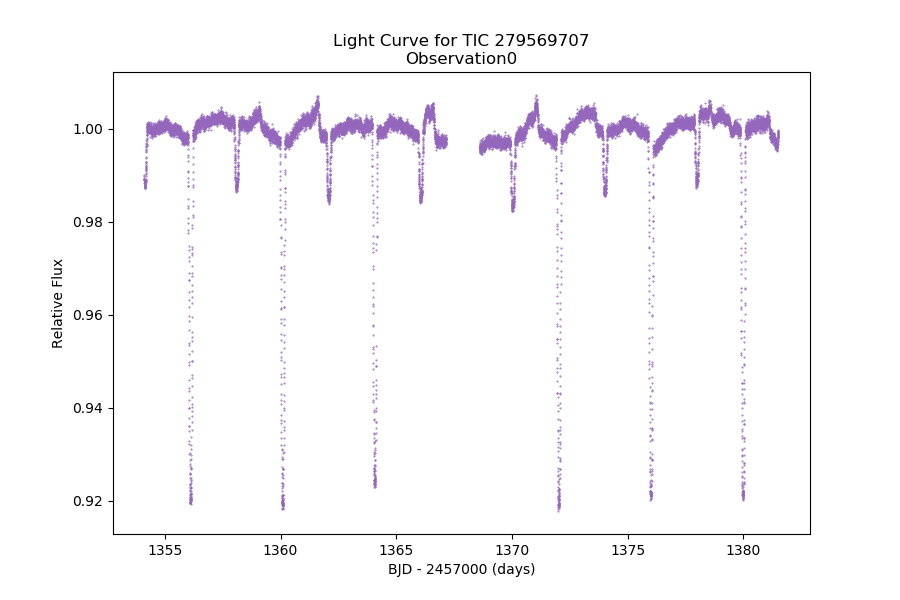 Light Curve for TIC 279569707
Observation0
1.00
0.98
0.96
0.94
0.92
Relative Flux
1355
1360
1365
1370
1375
1380
BJD - 2457000 (days)